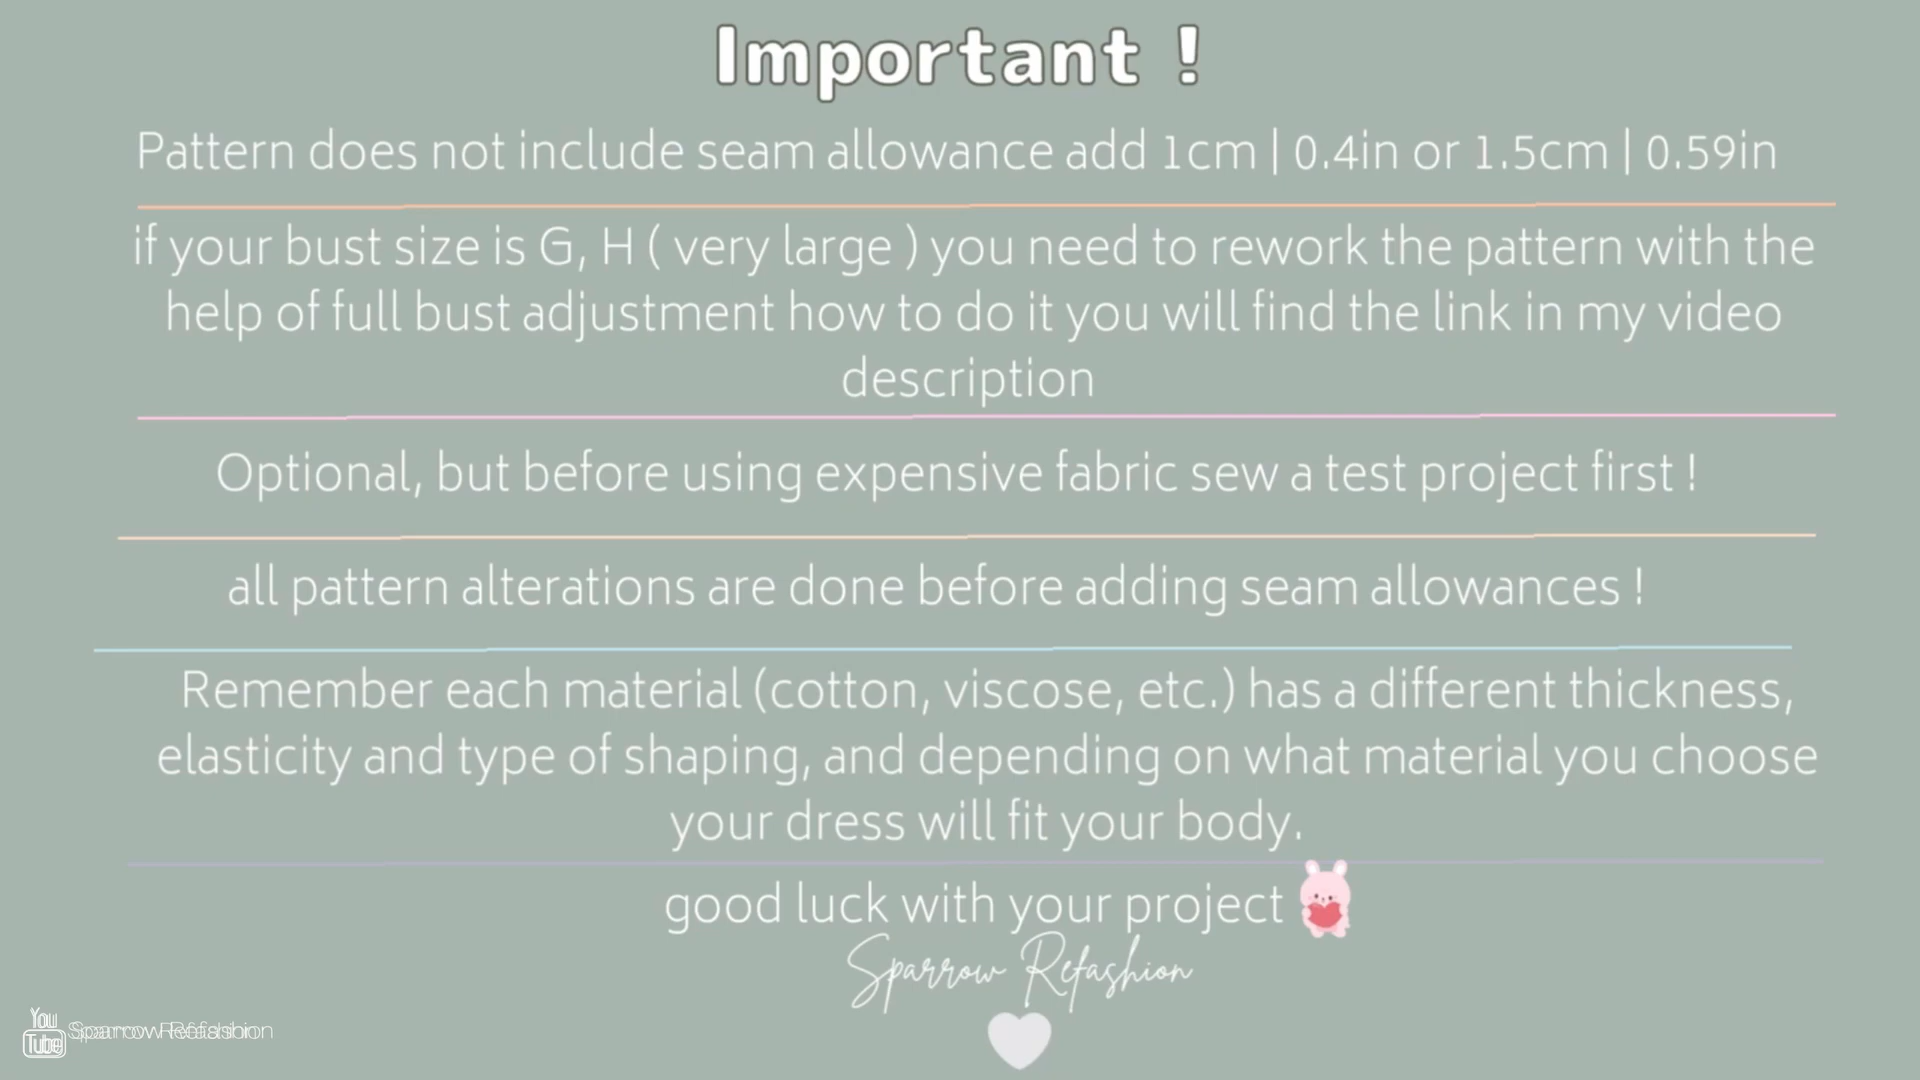 Important !
Pattern does not include seam allowance add 1cm | 0.4in or 1.5cm | 0.59in
if your bust size is G, H ( very large ) you need to rework the pattern with the
help of full bust adjustment how to do it you will find the link in my video
description
Optional, but before using expensive fabric sew a test project first !
all pattern alterations are done before adding seam allowances !
Remember each material (cotton, viscose, etc.) has a different thickness,
elasticity and type of shaping, and depending on what material you choose
your dress will fit your body.
good luck with your project
Sparrow Refashion
You
Tube
Sparrow Refashion